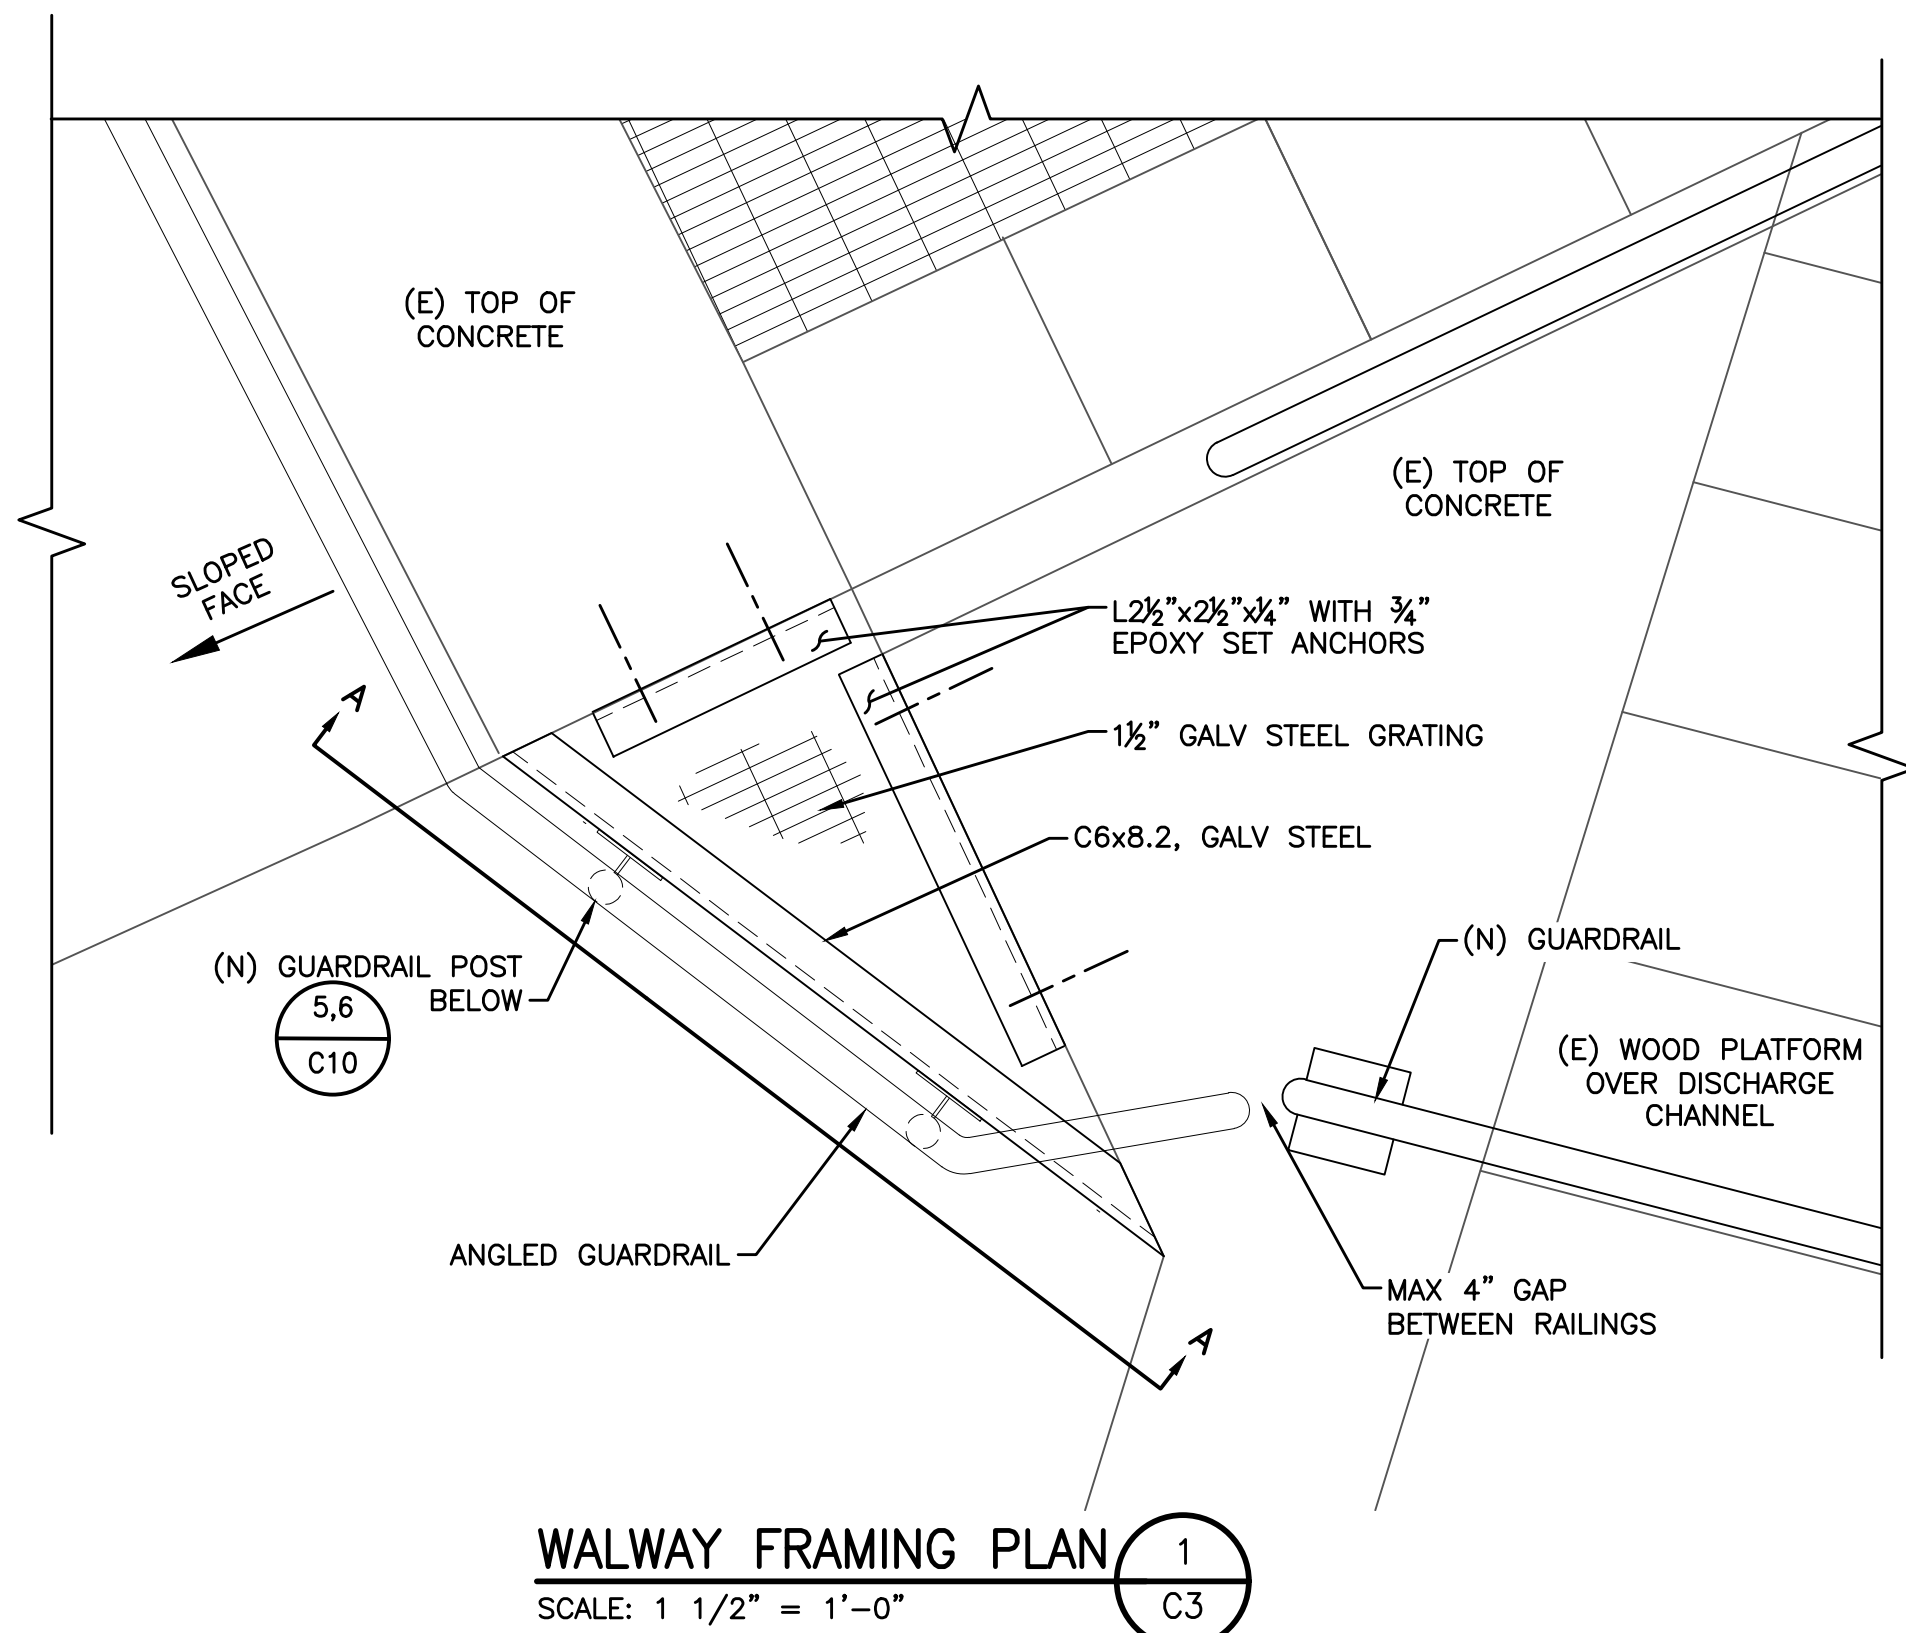 (E) TOP OF
CONCRETE
(E) TOP OF
CONCRETE
SLOPED
FACE
L2½"x2½"x¼" WITH ¾"
EPOXY SET ANCHORS
A
1½" GALV STEEL GRATING
C6x8.2, GALV STEEL
(N) GUARDRAIL
(N) GUARDRAIL POST
BELOW
5,6
C10
(E) WOOD PLATFORM
OVER DISCHARGE
CHANNEL
ANGLED GUARDRAIL
MAX 4" GAP
BETWEEN RAILINGS
A
WALWAY FRAMING PLAN
1
C3
SCALE: 1 1/2" = 1'-0"